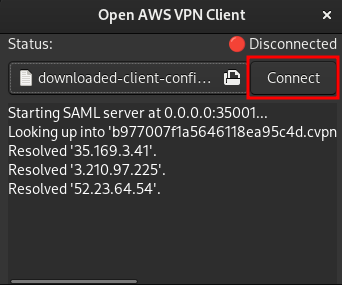 Open AWS VPN Client
Status:
Disconnected
downloaded-client-confi...
Connect
Starting SAML server at 0.0.0.0:35001...
Looking up into 'b977007f1a5646118ea95c4d.cvpn
Resolved '35.169.3.41'.
Resolved '3.210.97.225'.
Resolved '52.23.64.54'.